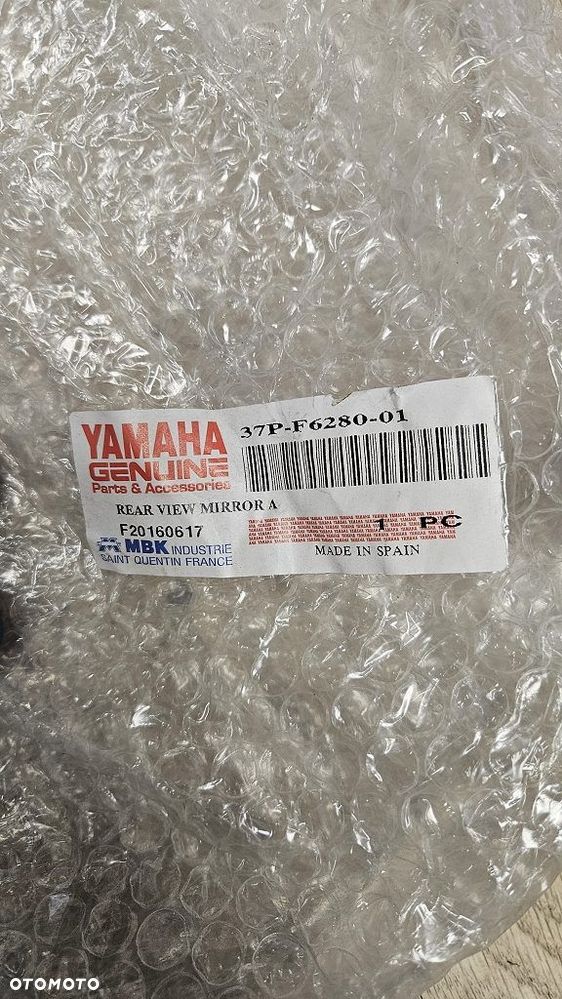 YAMAHA
GENUINE
Parts & Accessories
37P-F6280-01
REAR VIEW MIRROR A
F20160617
1 PC
MBK INDUSTRIE
SAINT QUENTIN FRANCE
MADE IN SPAIN
OTOMOTO